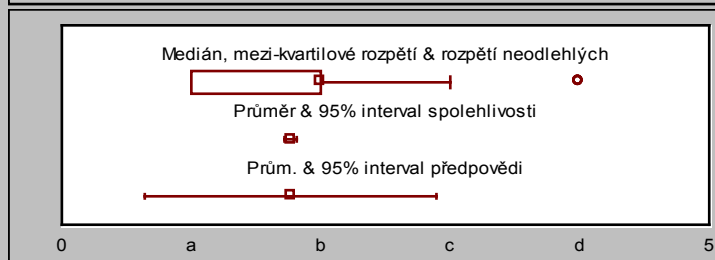 Medián, mezi-kvartilové rozpětí & rozpětí neodlehlých
Průměr & 95% interval spolehlivosti
Prům. & 95% interval předpovědi
0 a b c d 5